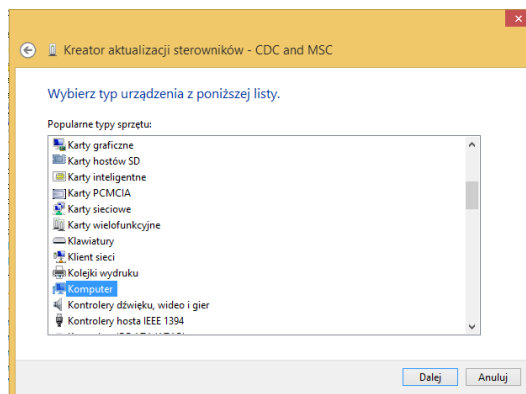 Kreator aktualizacji sterowników - CDC and MSC
Wybierz typ urządzenia z poniższej listy.
Popularne typy sprzętu:
Karty graficzne
Karty hostów SD
Karty inteligentne
Karty PCMCIA
Karty sieciowe
Karty wielofunkcyjne
Klawiatury
Klient sieci
Kolejki wydruku
Komputer
Kontrolery dźwięku, wideo i gier
Kontrolery hosta IEEE 1394
Dalej
Anuluj